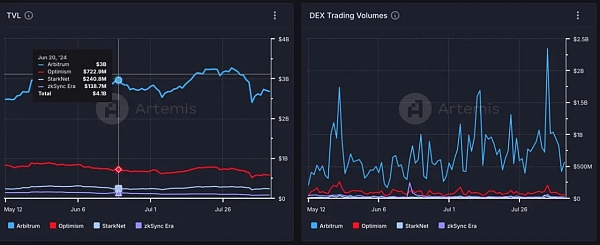 TVL
$4B
$3B
$2B
$1B
$0
Jun 20, '24
Arbitrum $3B
Optimism $722.9M
StarkNet $240.8M
zkSync Era $138.7M
Total $4.1B
Artemis
May 12 Jun 6 Jul 1 Jul 26
Arbitrum Optimism StarkNet zkSync Era
DEX Trading Volumes
$2.5B
$2B
$1.5B
$1B
$500M
$0
Artemis
May 12 Jun 6 Jul 1 Jul 26
Arbitrum Optimism StarkNet zkSync Era